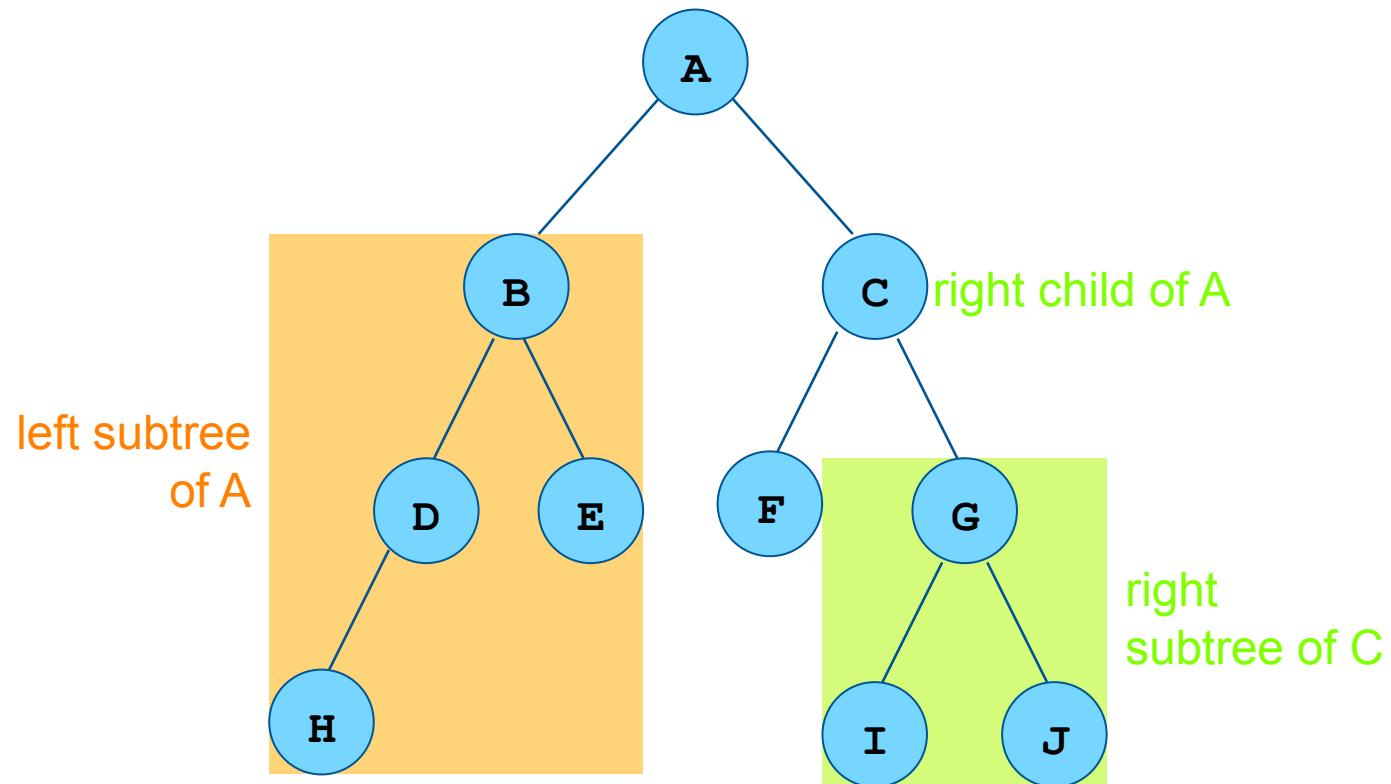 A
B
C
right child of A
left subtree
of A
D
E
F
G
right
subtree of C
H
I
J